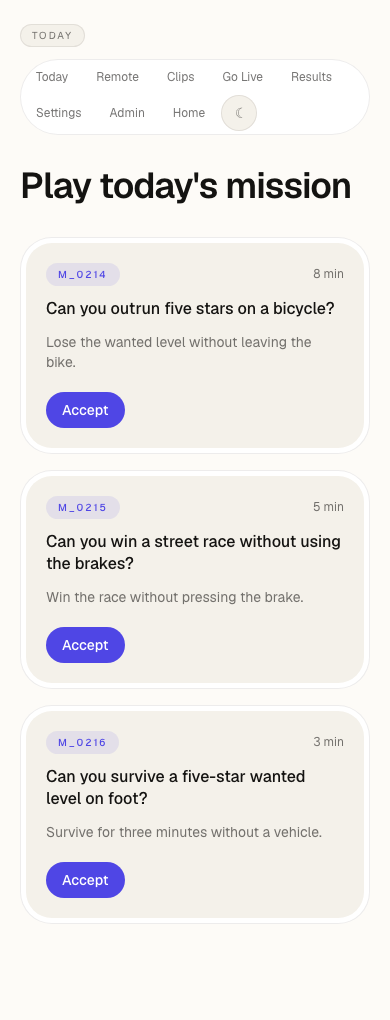 TODAY
Today Remote Clips Go Live Results
Settings Admin Home ☾
Play today's mission
M_0214 8 min
Can you outrun five stars on a bicycle?
Lose the wanted level without leaving the
bike.
Accept
M_0215 5 min
Can you win a street race without using
the brakes?
Win the race without pressing the brake.
Accept
M_0216 3 min
Can you survive a five-star wanted
level on foot?
Survive for three minutes without a vehicle.
Accept